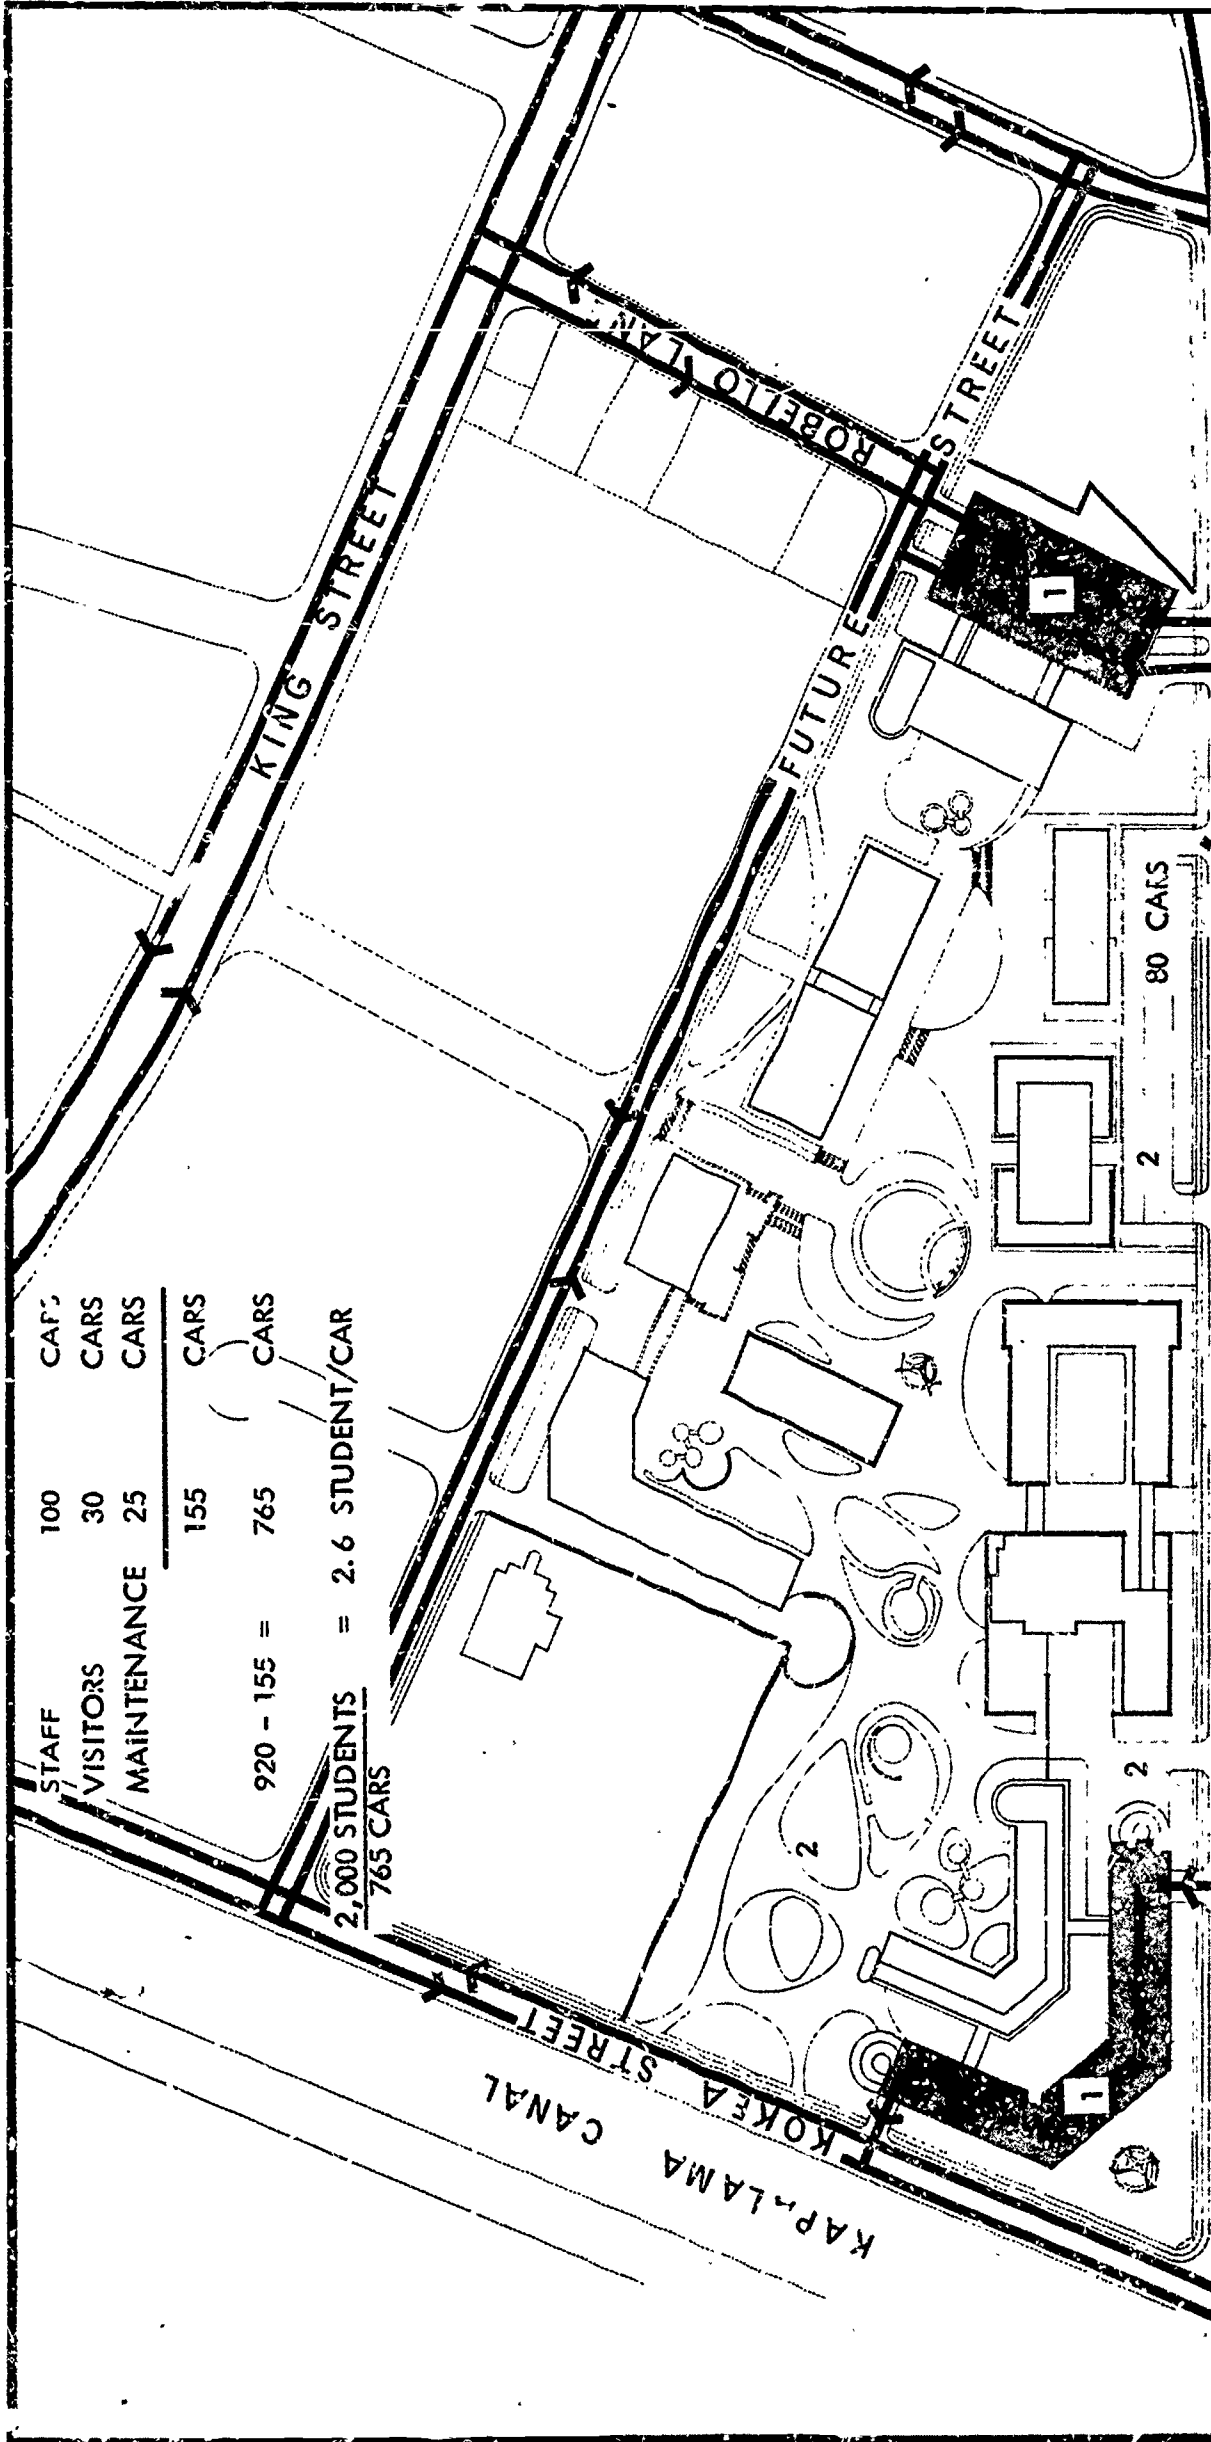 STAFF 100 CARS
VISITORS 30 CARS
MAINTENANCE 25 CARS
155 CARS
920 - 155 = 765 CARS
2,000 STUDENTS = 2.6 STUDENT/CAR
765 CARS
KING STREET
ROBELLO LANE
FUTURE STREET
KOKEA STREET
CANAL
1
1
2
2
2
80 CARS